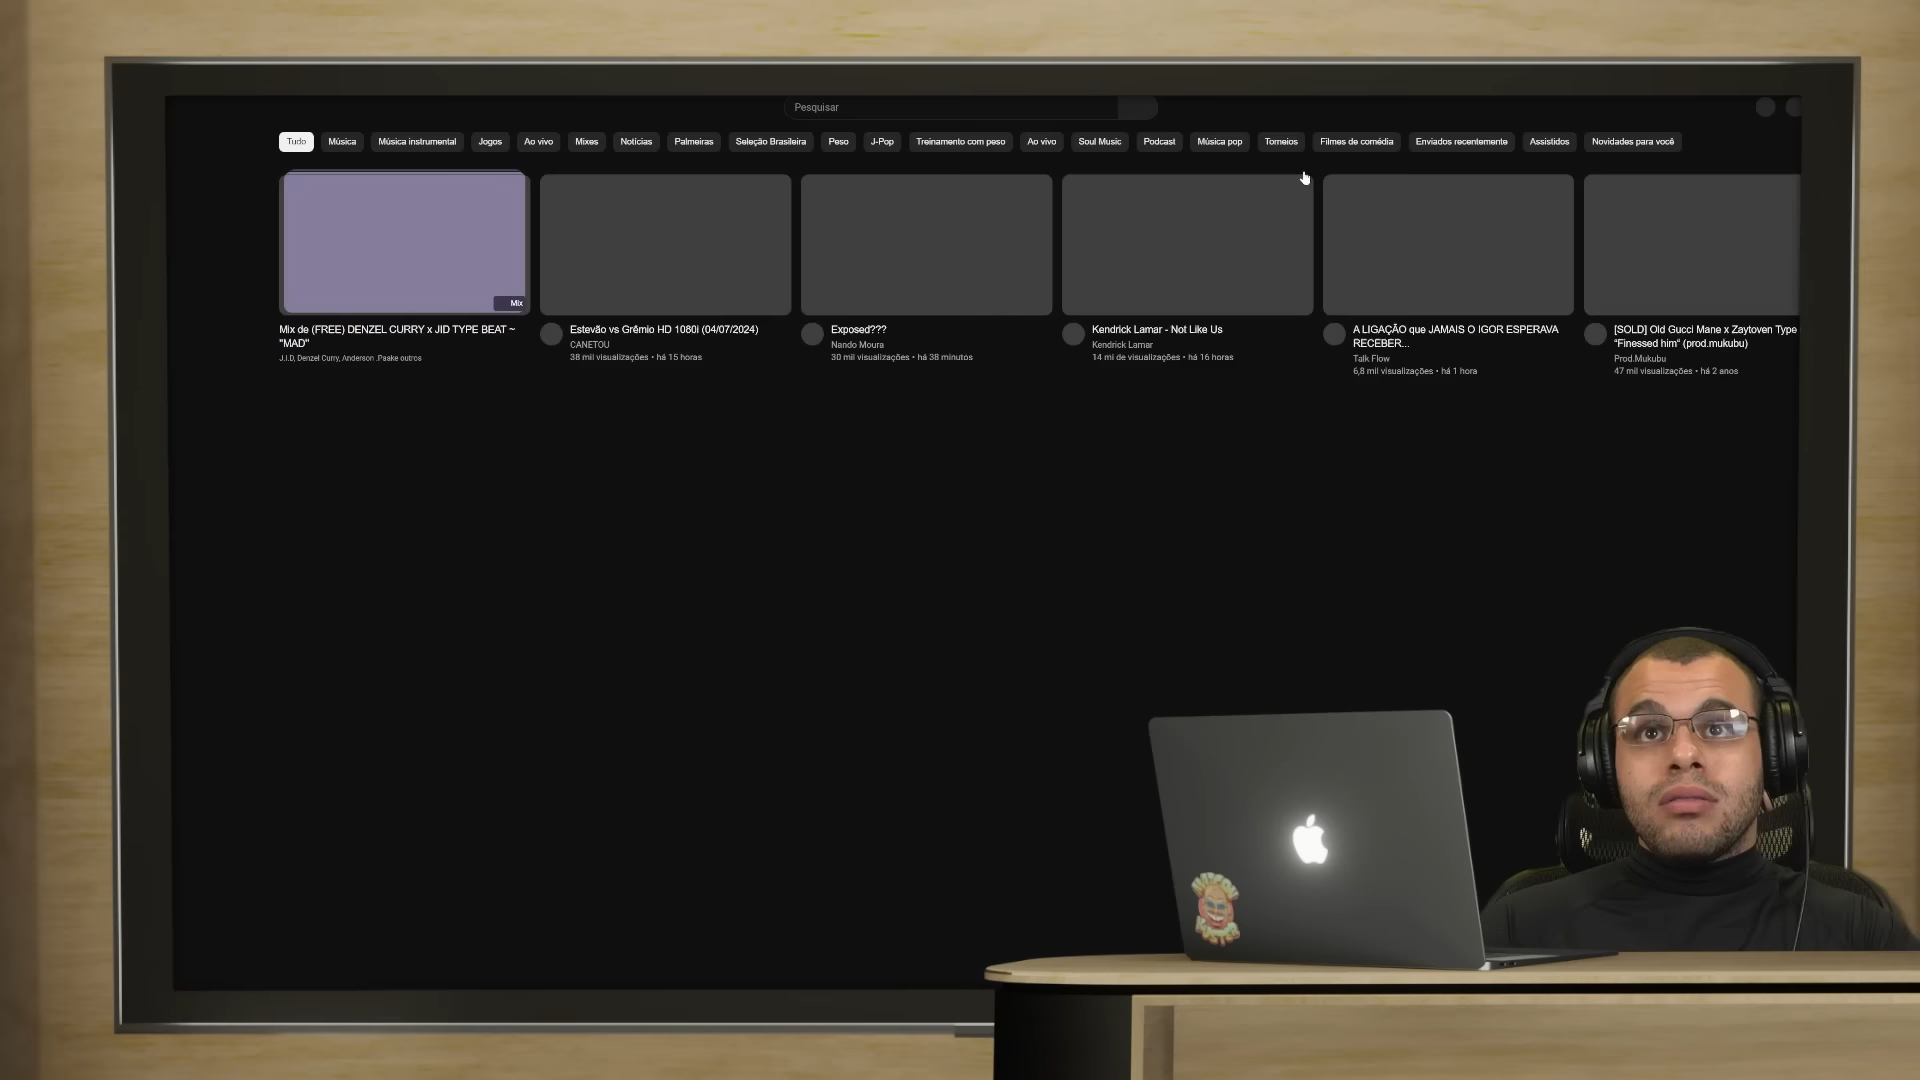 Pesquisar
Tudo Música Música instrumental Jogos Ao vivo Mixes Notícias Palmeiras Seleção Brasileira Peso J-Pop Treinamento com peso Ao vivo Soul Music Podcast Música pop Torneios Filmes de comédia Enviados recentemente Assistidos Novidades para você
Mix
Mix de (FREE) DENZEL CURRY x JID TYPE BEAT ~
"MAD"
J.I.D, Denzel Curry, Anderson .Paake outros
Estevão vs Grêmio HD 1080i (04/07/2024)
CANETOU
38 mil visualizações • há 15 horas
Exposed???
Nando Moura
30 mil visualizações • há 38 minutos
Kendrick Lamar - Not Like Us
Kendrick Lamar
14 mi de visualizações • há 16 horas
A LIGAÇÃO que JAMAIS O IGOR ESPERAVA
RECEBER...
Talk Flow
6,8 mil visualizações • há 1 hora
[SOLD] Old Gucci Mane x Zaytoven Type
"Finessed him" (prod.mukubu)
Prod.Mukubu
47 mil visualizações • há 2 anos